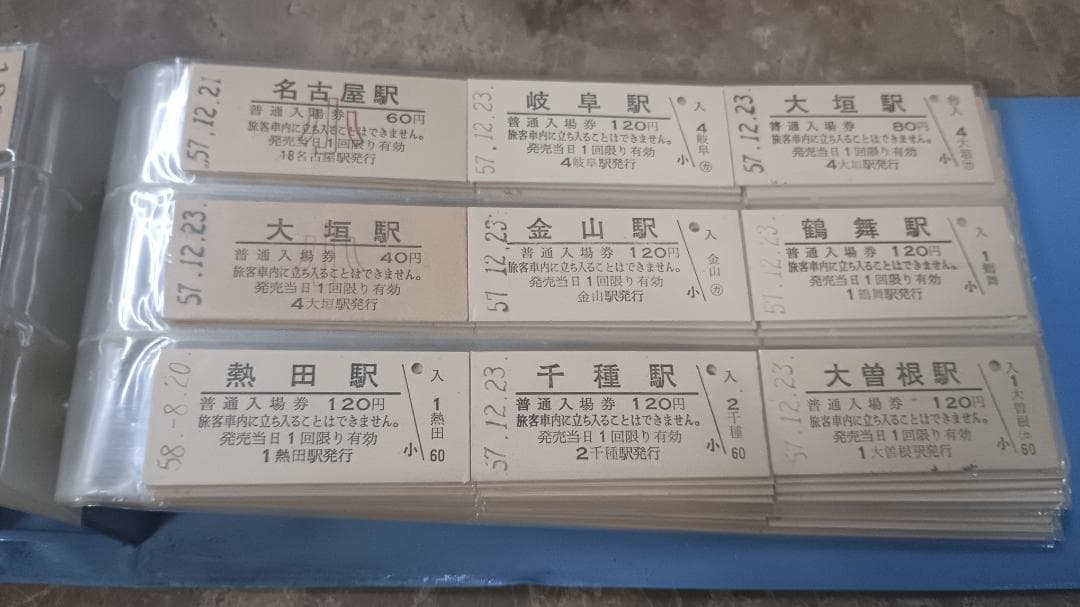 57.12.21
名古屋駅
普通入場券 60円
旅客車内に立ち入ることはできません。
発売当日1回限り有効
18名古屋駅発行
57.12.23
岐阜駅
普通入場券 120円
旅客車内に立ち入ることはできません。
発売当日1回限り有効
4岐阜駅発行
小
入
4
岐阜
カ
57.12.23
大垣駅
普通入場券 80円
旅客車内に立ち入ることはできません。
発売当日1回限り有効
4大垣駅発行
小
4
大垣
57.12.23
大垣駅
普通入場券 40円
旅客車内に立ち入ることはできません。
発売当日1回限り有効
4大垣駅発行
57.12.23
金山駅
普通入場券 120円
旅客車内に立ち入ることはできません。
発売当日1回限り有効
金山駅発行
小
入
金山
カ
57.12.23
鶴舞駅
普通入場券 120円
旅客車内に立ち入ることはできません。
発売当日1回限り有効
1鶴舞駅発行
小
入
1
鶴舞
58.-8.20
熱田駅
普通入場券 120円
旅客車内に立ち入ることはできません。
発売当日1回限り有効
1熱田駅発行
小
入
1
熱田
60
57.12.23
千種駅
普通入場券 120円
旅客車内に立ち入ることはできません。
発売当日1回限り有効
2千種駅発行
小
入
2
千種
60
57.12.23
大曽根駅
普通入場券 120円
旅客車内に立ち入ることはできません。
発売当日1回限り有効
1大曽根駅発行
小
入
1
大曽根
60